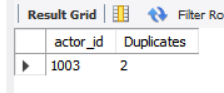 Result Grid Filter Ro
actor_id Duplicates
1003 2